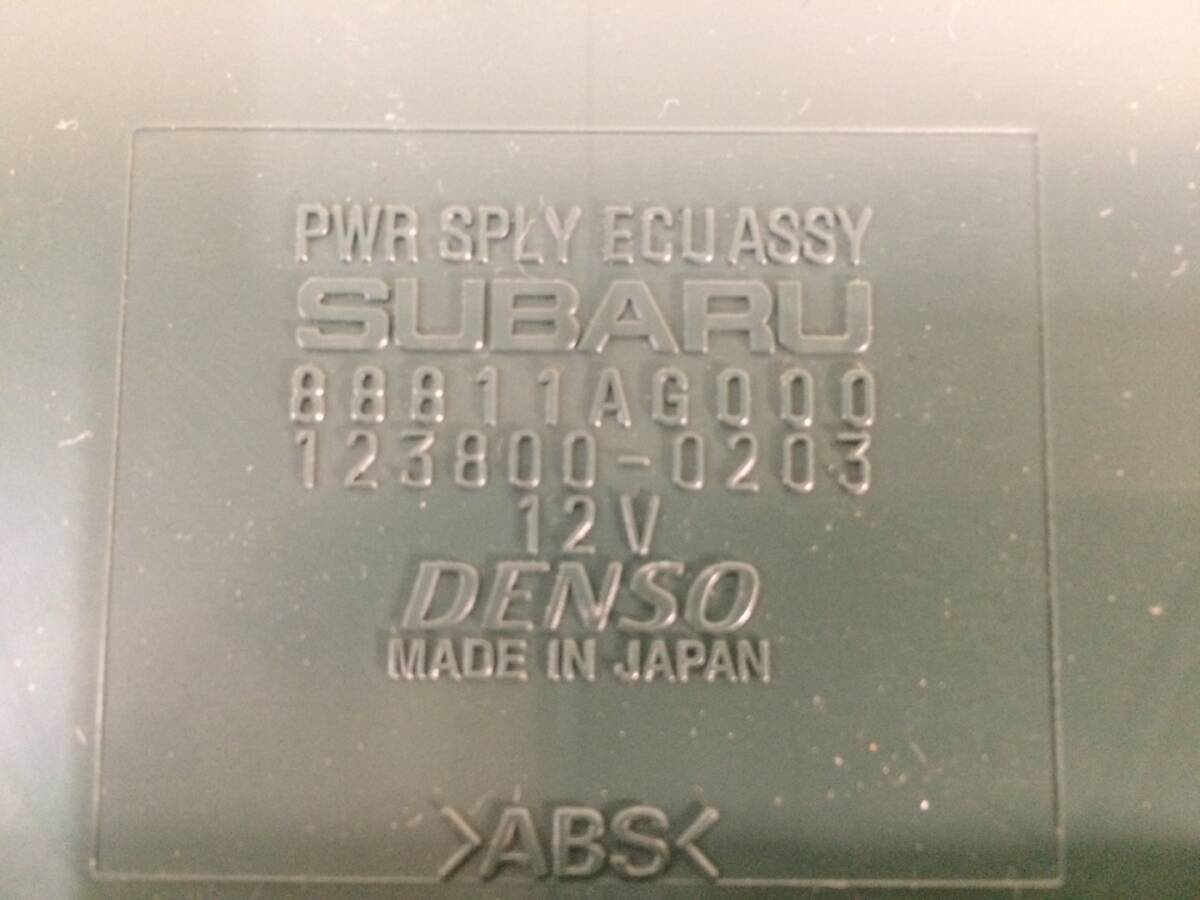 PWR SPLY ECU ASSY
SUBARU
88811AG000
123800-0203
12V
DENSO
MADE IN JAPAN
>ABS<